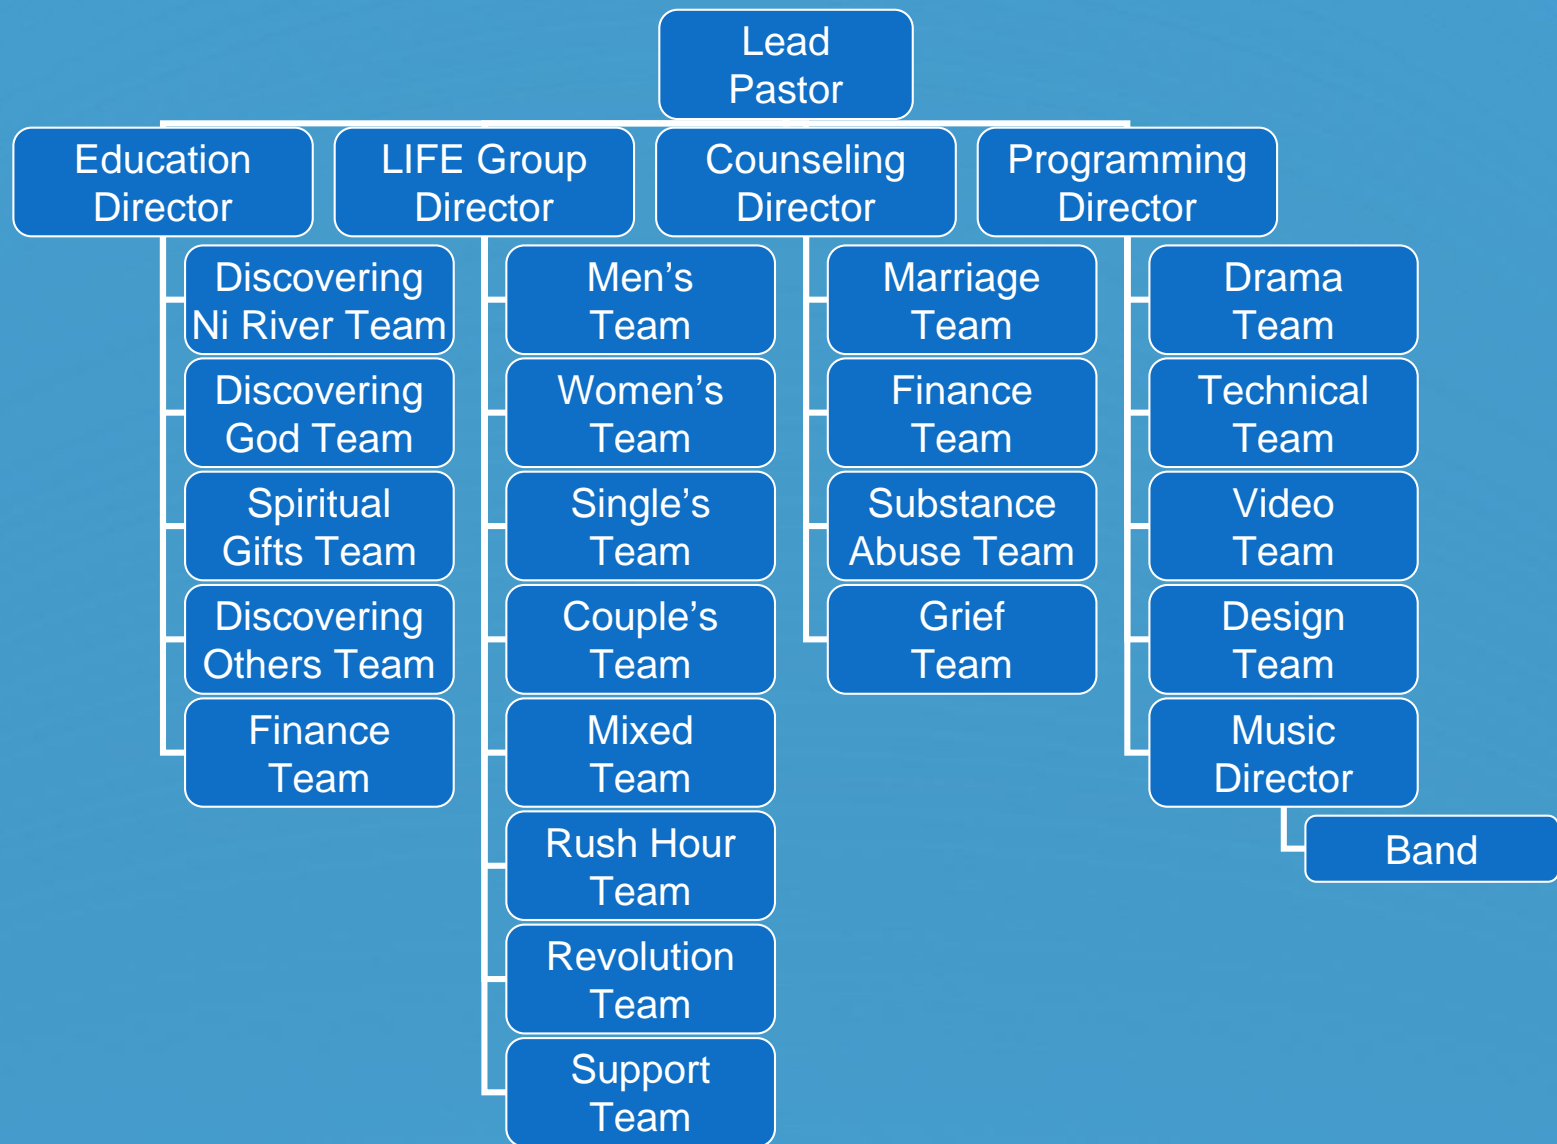 Lead
Pastor
Education
Director
LIFE Group
Director
Counseling
Director
Programming
Director
Discovering
Ni River Team
Discovering
God Team
Spiritual
Gifts Team
Discovering
Others Team
Finance
Team
Men’s
Team
Women’s
Team
Single’s
Team
Couple’s
Team
Mixed
Team
Rush Hour
Team
Revolution
Team
Support
Team
Marriage
Team
Finance
Team
Substance
Abuse Team
Grief
Team
Drama
Team
Technical
Team
Video
Team
Design
Team
Music
Director
Band